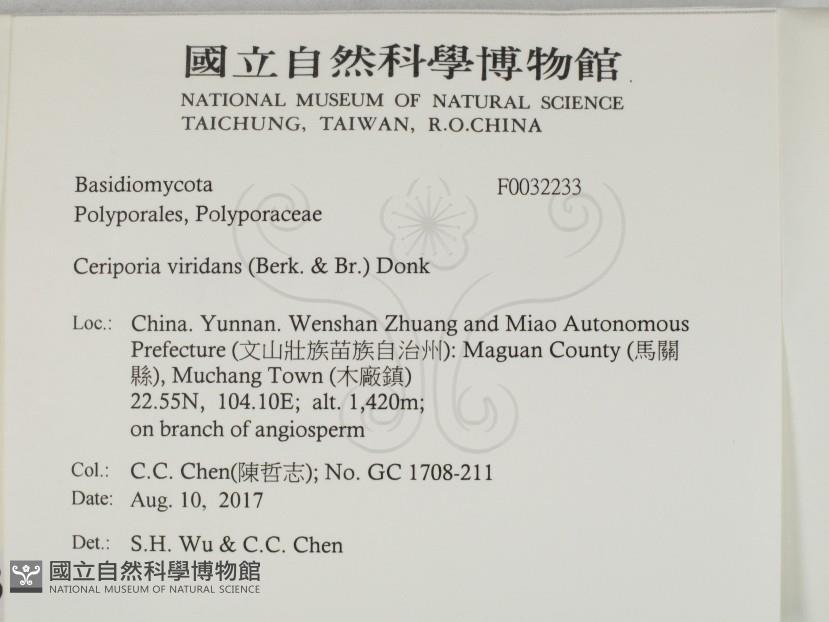 國立自然科學博物館
NATIONAL MUSEUM OF NATURAL SCIENCE
TAICHUNG, TAIWAN, R.O.CHINA
Basidiomycota F0032233
Polyporales, Polyporaceae
Ceriporia viridans (Berk. & Br.) Donk
Loc.: China. Yunnan. Wenshan Zhuang and Miao Autonomous
Prefecture (文山壯族苗族自治州): Maguan County (馬關
縣), Muchang Town (木廠鎮)
22.55N, 104.10E; alt. 1,420m;
on branch of angiosperm
Col.: C.C. Chen(陳哲志); No. GC 1708-211
Date: Aug. 10, 2017
Det.: S.H. Wu & C.C. Chen
國立自然科學博物館
NATIONAL MUSEUM OF NATURAL SCIENCE